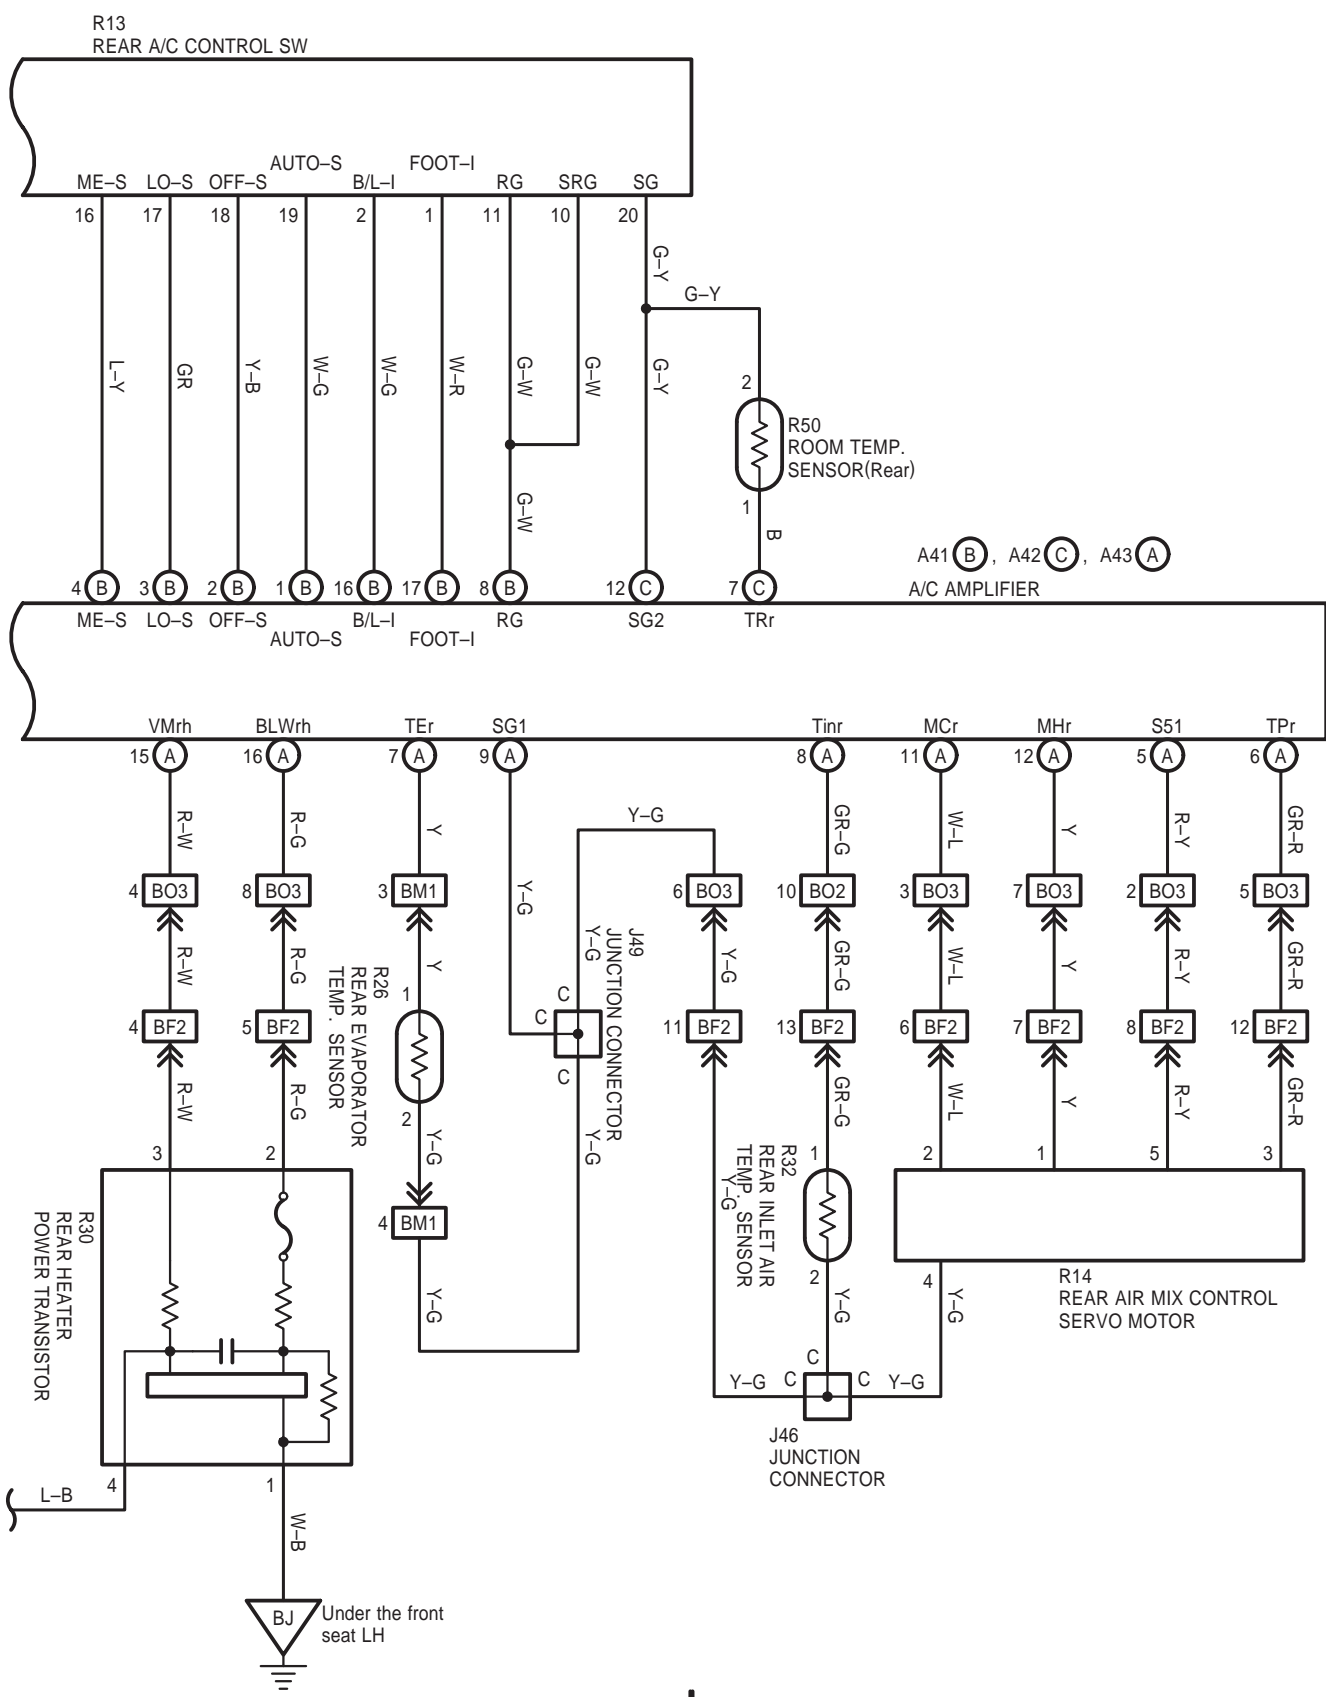 R13
REAR A/C CONTROL SW
AUTO–S FOOT–I
ME–S LO–S OFF–S B/L–I RG SRG SG
16 17 18 19 2 1 11 10 20
G–Y
G–Y
L–Y GR Y–B W–G W–G W–R G–W G–W G–Y
2
R50
ROOM TEMP.
SENSOR(Rear)
1
G–W
B
A41 B , A42 C , A43 A
A/C AMPLIFIER
4 B 3 B 2 B 1 B 16 B 17 B 8 B 12 C 7 C
ME–S LO–S OFF–S B/L–I RG SG2 TRr
AUTO–S FOOT–I
VMrh BLWrh TEr SG1 Tinr MCr MHr S51 TPr
15 A 16 A 7 A 9 A 8 A 11 A 12 A 5 A 6 A
Y–G
R–W R–G Y GR–G W–L Y R–Y GR–R
4 BO3 8 BO3 3 BM1 Y–G 6 BO3 10 BO2 3 BO3 7 BO3 2 BO3 5 BO3
R–W R–G Y Y–G Y–G GR–G W–L Y R–Y GR–R
J49
JUNCTION CONNECTOR
R26
REAR EVAPORATOR
TEMP. SENSOR
1
C
C
C
4 BF2 5 BF2 11 BF2 13 BF2 6 BF2 7 BF2 8 BF2 12 BF2
R–W R–G GR–G W–L Y R–Y GR–R
2
Y–G Y–G
3 2 1 2 1 5 3
4 BM1
R32
REAR INLET AIR
TEMP. SENSOR
Y–G
R30
REAR HEATER
POWER TRANSISTOR
2 4
Y–G Y–G Y–G
R14
REAR AIR MIX CONTROL
SERVO MOTOR
C
Y–G C C Y–G
J46
JUNCTION
CONNECTOR
4 1
L–B
W–B
BJ
Under the front
seat LH